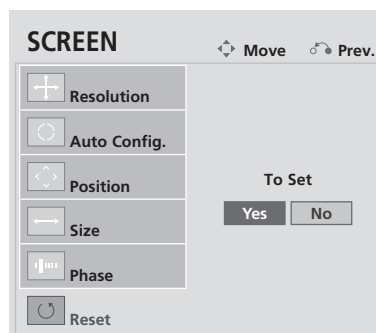 SCREEN
Move Prev.
Resolution
Auto Config.
Position
Size
Phase
Reset
To Set
Yes No